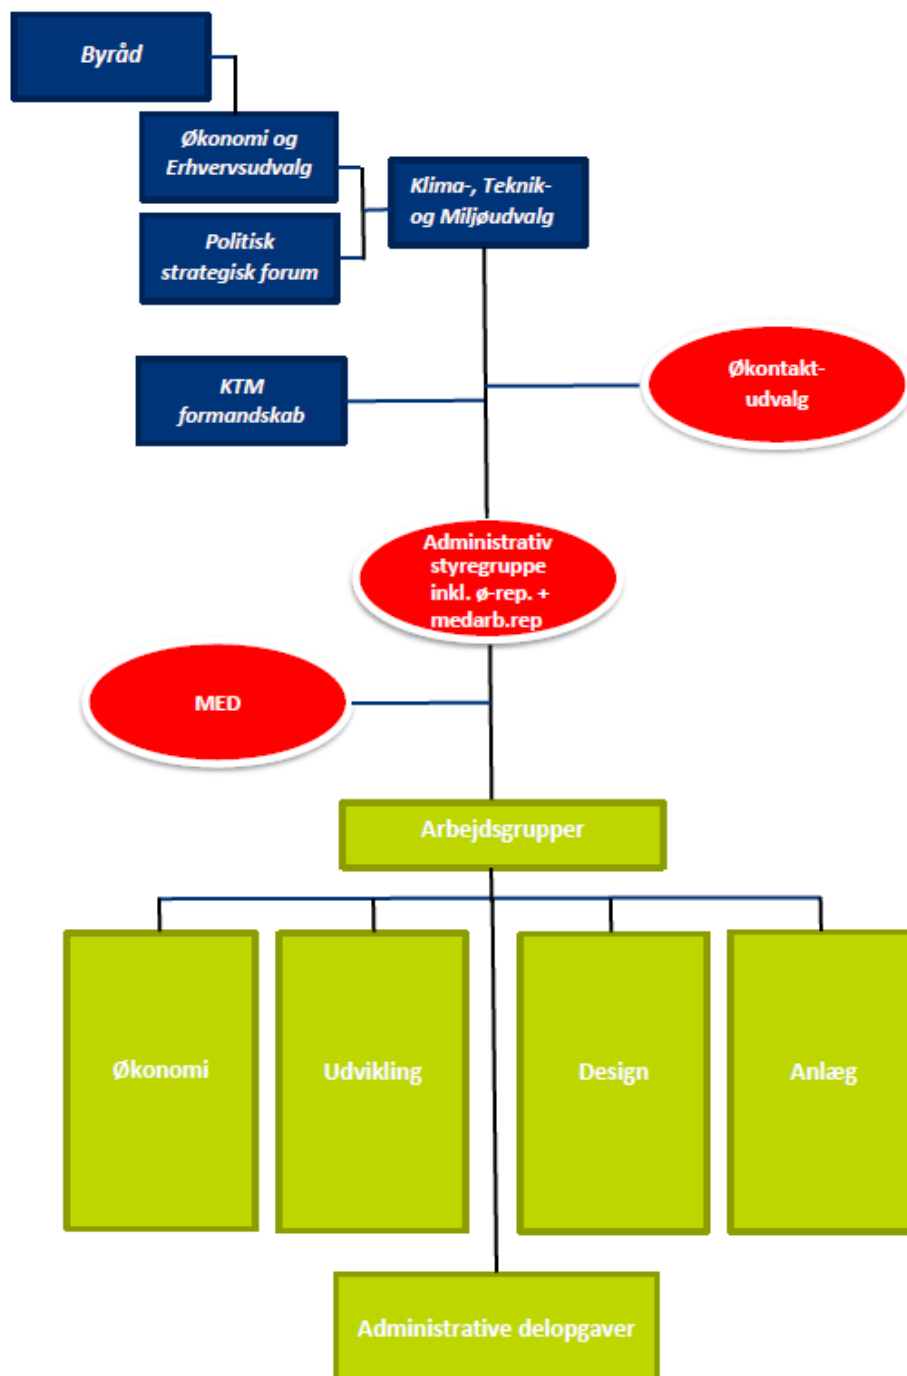 Byråd
Økonomi og
Erhvervsudvalg
Klima-, Teknik-
og Miljøudvalg
Politisk
strategisk forum
KTM
formandskab
Økontakt-
udvalg
Administrativ
styregruppe
inkl. ø-rep. +
medarb.rep
MED
Arbejdsgrupper
Økonomi
Udvikling
Design
Anlæg
Administrative delopgaver